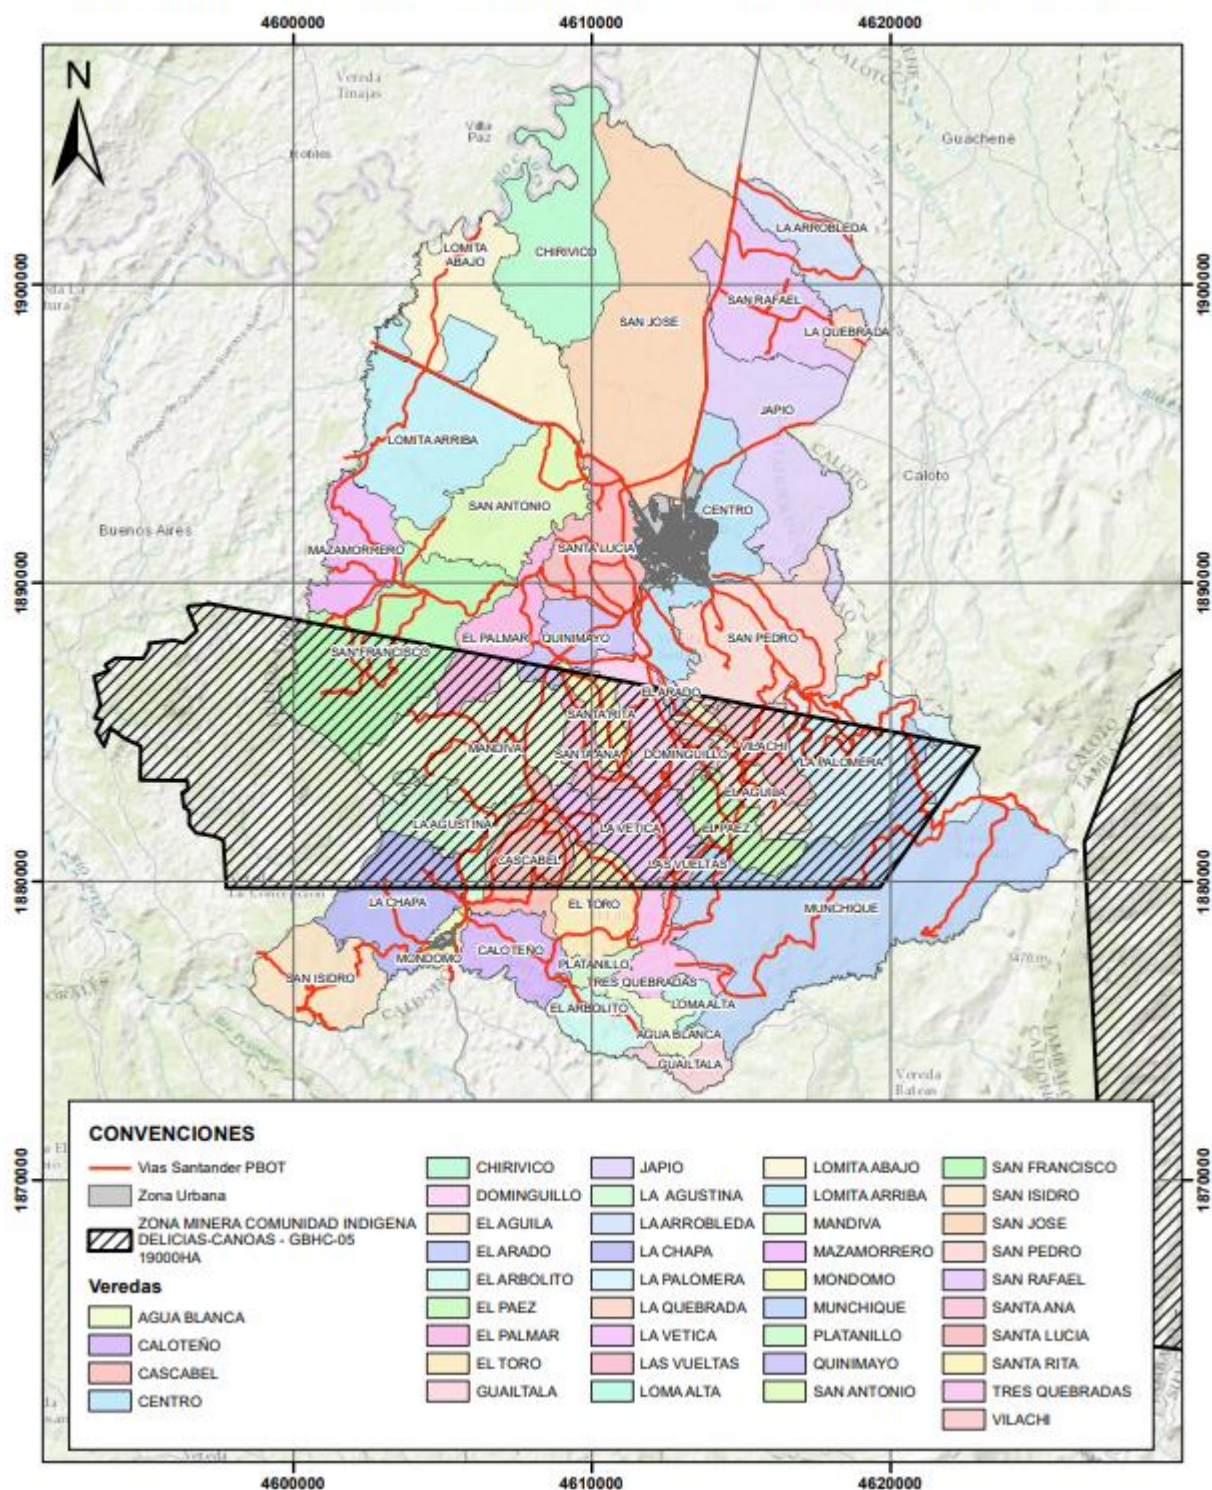 4600000
4610000
4620000
N
Vereda
Tinajas
Villa
Paz
Robles
CALOTO
Guachené
1900000
1900000
LOMITA
ABAJO
CHIRIVICO
LA ARROBLEDA
SAN RAFAEL
SAN JOSE
LA QUEBRADA
JAPIO
LOMITA ARRIBA
CALOTO
Caloto
SAN ANTONIO
CENTRO
Buenos Aires
MAZAMORRERO
SANTA LUCIA
1890000
1890000
EL PALMAR
QUINIMAYO
SAN PEDRO
SAN FRANCISCO
EL ARADO
SANTA RITA
MANDIVA
SANTA ANA
DOMINGUILLO
VILACHI
LA PALOMERA
EL AGUILA
LA AGUSTINA
LA VETICA
EL PAEZ
CASCABEL
LAS VUELTAS
1880000
1880000
La Concepcion
LA CHAPA
EL TORO
MUNCHIQUE
CALOTEÑO
MONDOMO
SAN ISIDRO
PLATANILLO
TRES QUEBRADAS
EL ARBOLITO
LOMA ALTA
AGUA BLANCA
GUAILTALA
Vereda
Bateas
CONVENCIONES
Vias Santander PBOT
Zona Urbana
ZONA MINERA COMUNIDAD INDIGENA
DELICIAS-CANOAS - GBHC-05
19000HA
Veredas
AGUA BLANCA
CALOTEÑO
CASCABEL
CENTRO
CHIRIVICO
DOMINGUILLO
EL AGUILA
EL ARADO
EL ARBOLITO
EL PAEZ
EL PALMAR
EL TORO
GUAILTALA
JAPIO
LA AGUSTINA
LA ARROBLEDA
LA CHAPA
LA PALOMERA
LA QUEBRADA
LA VETICA
LAS VUELTAS
LOMA ALTA
LOMITA ABAJO
LOMITA ARRIBA
MANDIVA
MAZAMORRERO
MONDOMO
MUNCHIQUE
PLATANILLO
QUINIMAYO
SAN ANTONIO
SAN FRANCISCO
SAN ISIDRO
SAN JOSE
SAN PEDRO
SAN RAFAEL
SANTA ANA
SANTA LUCIA
SANTA RITA
TRES QUEBRADAS
VILACHI
1870000
1870000
Vereda
4600000
4610000
4620000